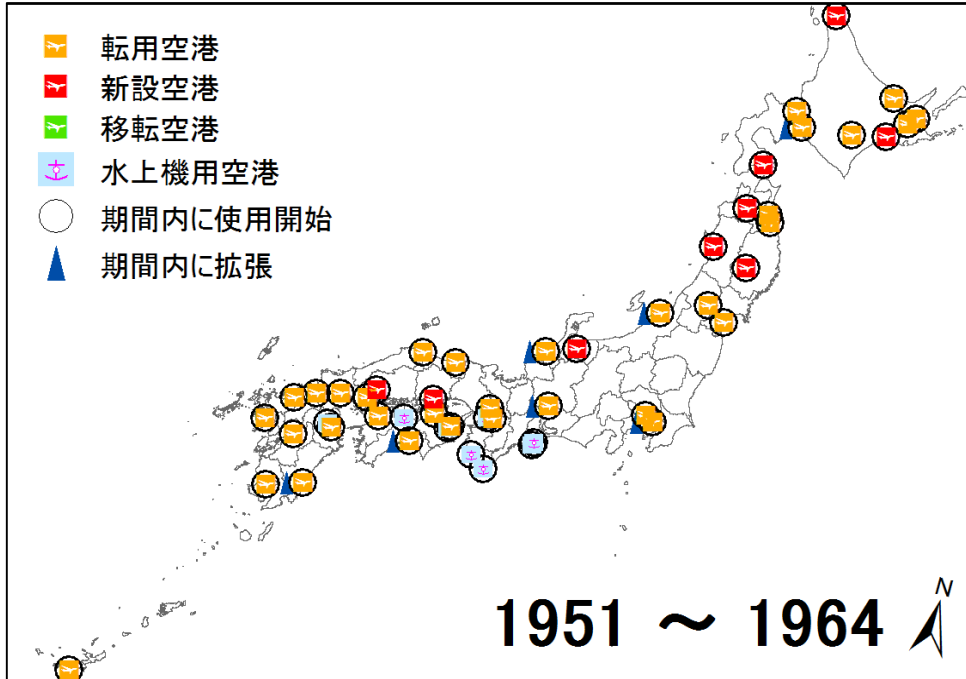 転用空港
新設空港
移転空港
水上機用空港
期間内に使用開始
期間内に拡張
1951 ～ 1964
N